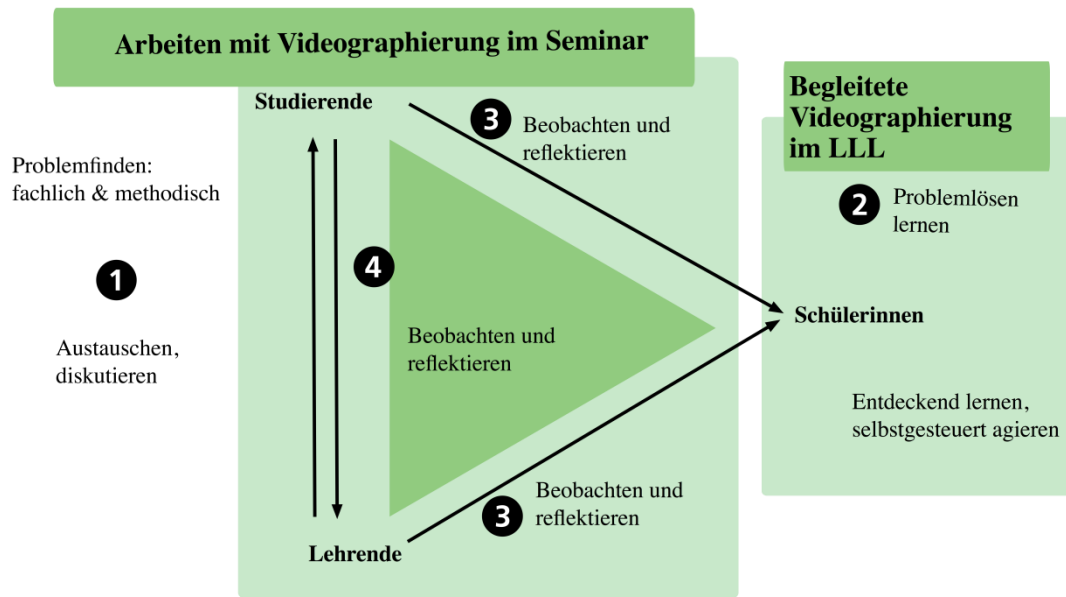 Arbeiten mit Videographierung im Seminar
Studierende
3
Beobachten und
reflektieren
Problemfinden:
fachlich & methodisch
1
Austauschen,
diskutieren
4
Beobachten und
reflektieren
3
Beobachten und
reflektieren
Lehrende
Begleitete
Videographierung
im LLL
2
Problemlösen
lernen
Schülerinnen
Entdeckend lernen,
selbstgesteuert agieren